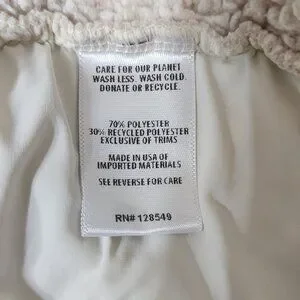 CARE FOR OUR PLANET
WASH LESS. WASH COLD.
DONATE OR RECYCLE.
70% POLYESTER
30% RECYCLED POLYESTER
EXCLUSIVE OF TRIMS
MADE IN USA OF
IMPORTED MATERIALS
SEE REVERSE FOR CARE
RN# 128549